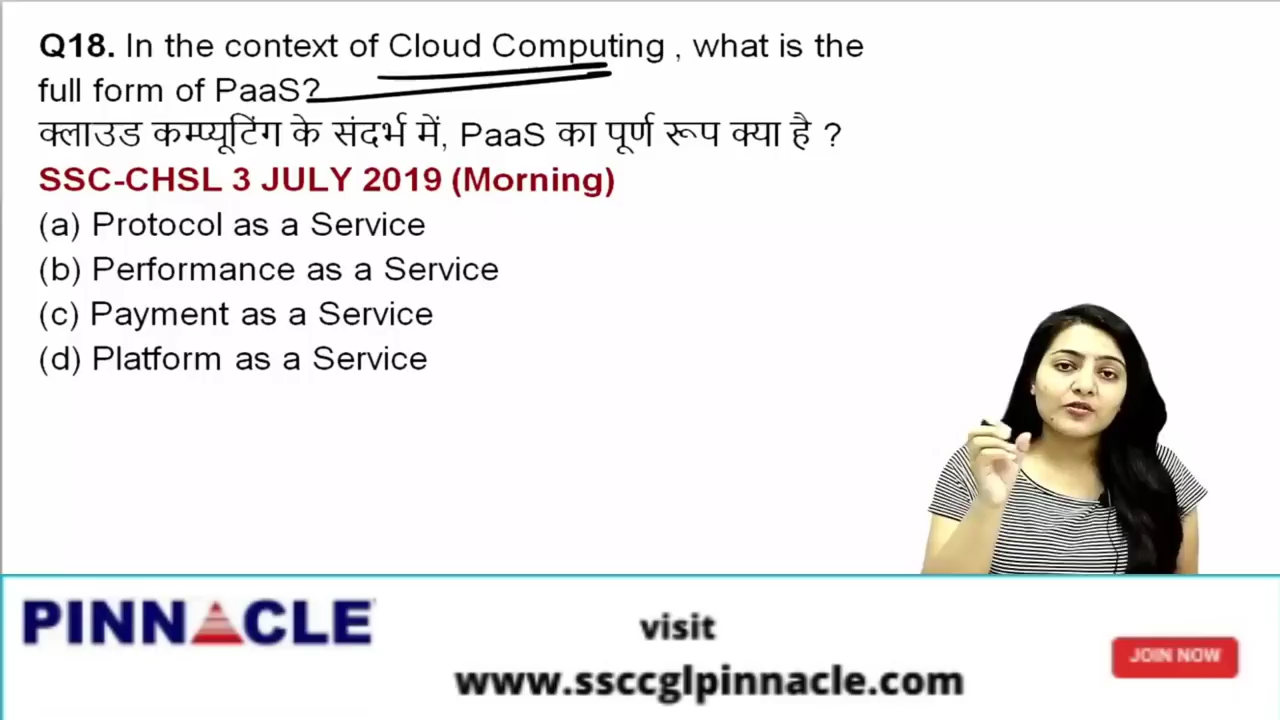 Q18. In the context of Cloud Computing , what is the
full form of PaaS?
क्लाउड कम्प्यूटिंग के संदर्भ में, PaaS का पूर्ण रूप क्या है ?
SSC-CHSL 3 JULY 2019 (Morning)
(a) Protocol as a Service
(b) Performance as a Service
(c) Payment as a Service
(d) Platform as a Service
PINNACLE
visit
www.ssccglpinnacle.com
JOIN NOW